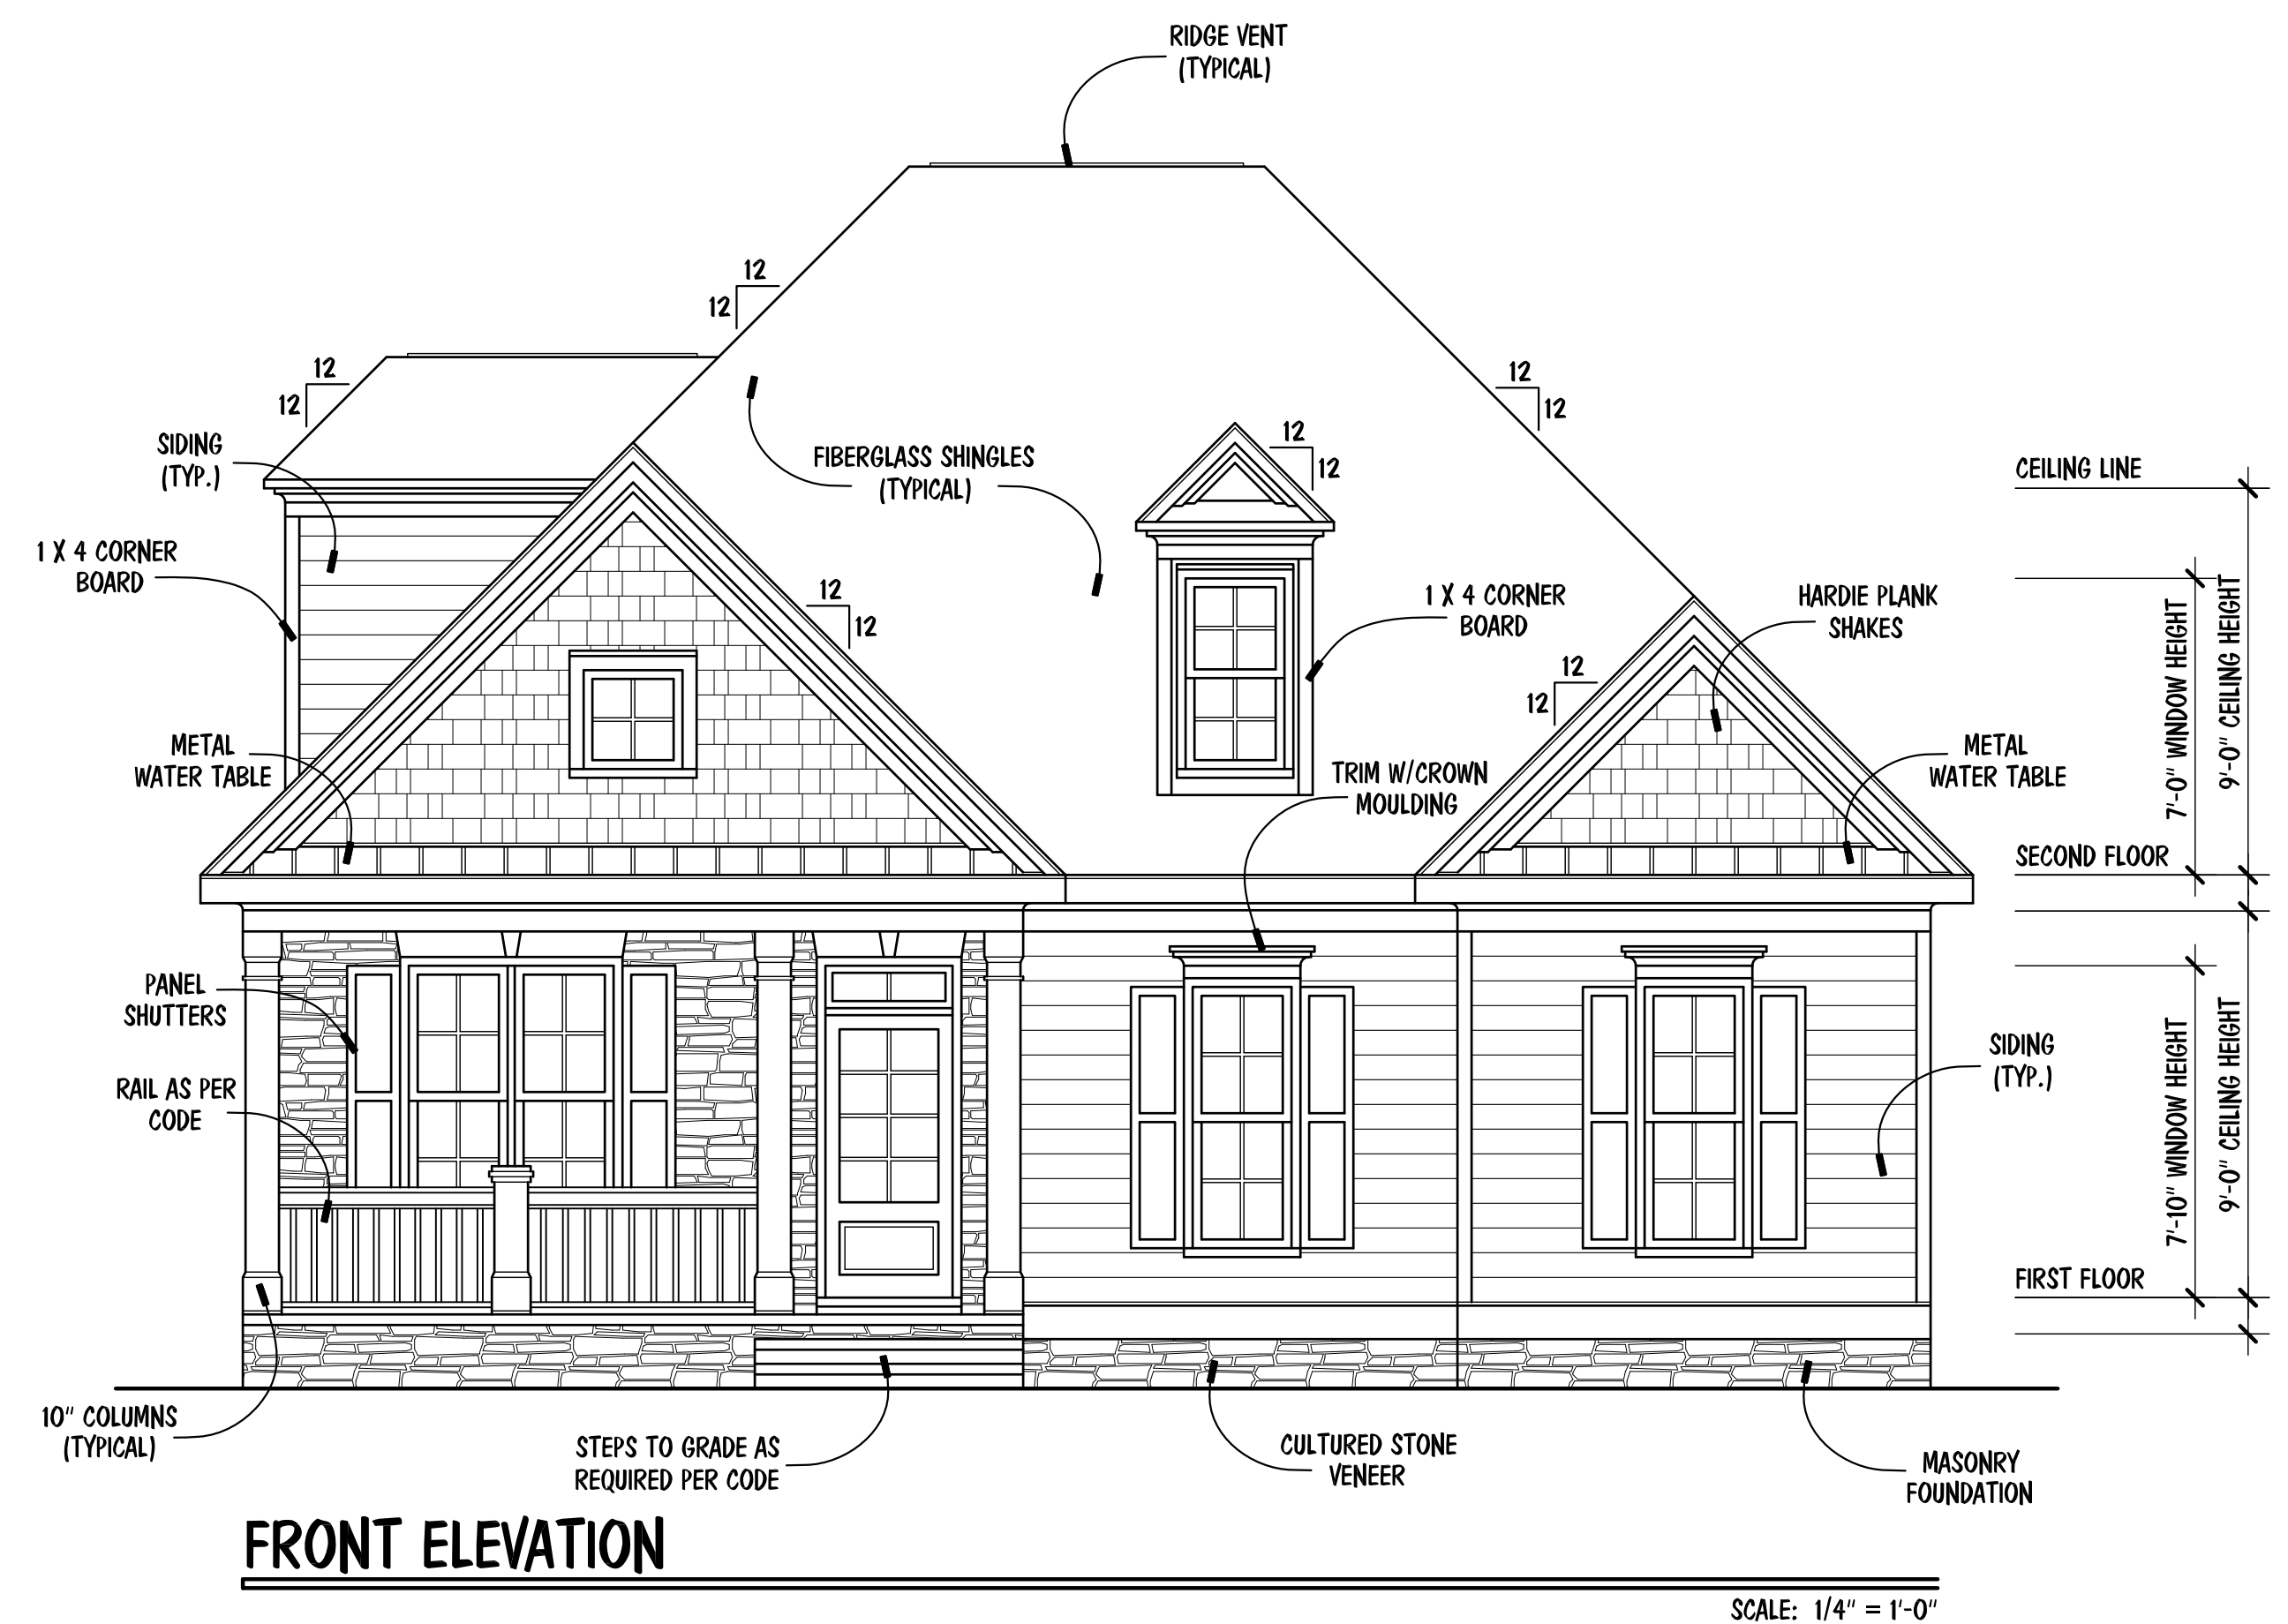 RIDGE VENT
(TYPICAL)
12
12
12
12
12
12
SIDING
(TYP.)
FIBERGLASS SHINGLES
(TYPICAL)
12
12
CEILING LINE
1 X 4 CORNER
BOARD
12
12
1 X 4 CORNER
BOARD
HARDIE PLANK
SHAKES
12
12
7'-0" WINDOW HEIGHT
9'-0" CEILING HEIGHT
METAL
WATER TABLE
TRIM W/CROWN
MOULDING
METAL
WATER TABLE
SECOND FLOOR
PANEL
SHUTTERS
RAIL AS PER
CODE
SIDING
(TYP.)
7'-10" WINDOW HEIGHT
9'-0" CEILING HEIGHT
FIRST FLOOR
10" COLUMNS
(TYPICAL)
STEPS TO GRADE AS
REQUIRED PER CODE
CULTURED STONE
VENEER
MASONRY
FOUNDATION
FRONT ELEVATION
SCALE: 1/4" = 1'-0"